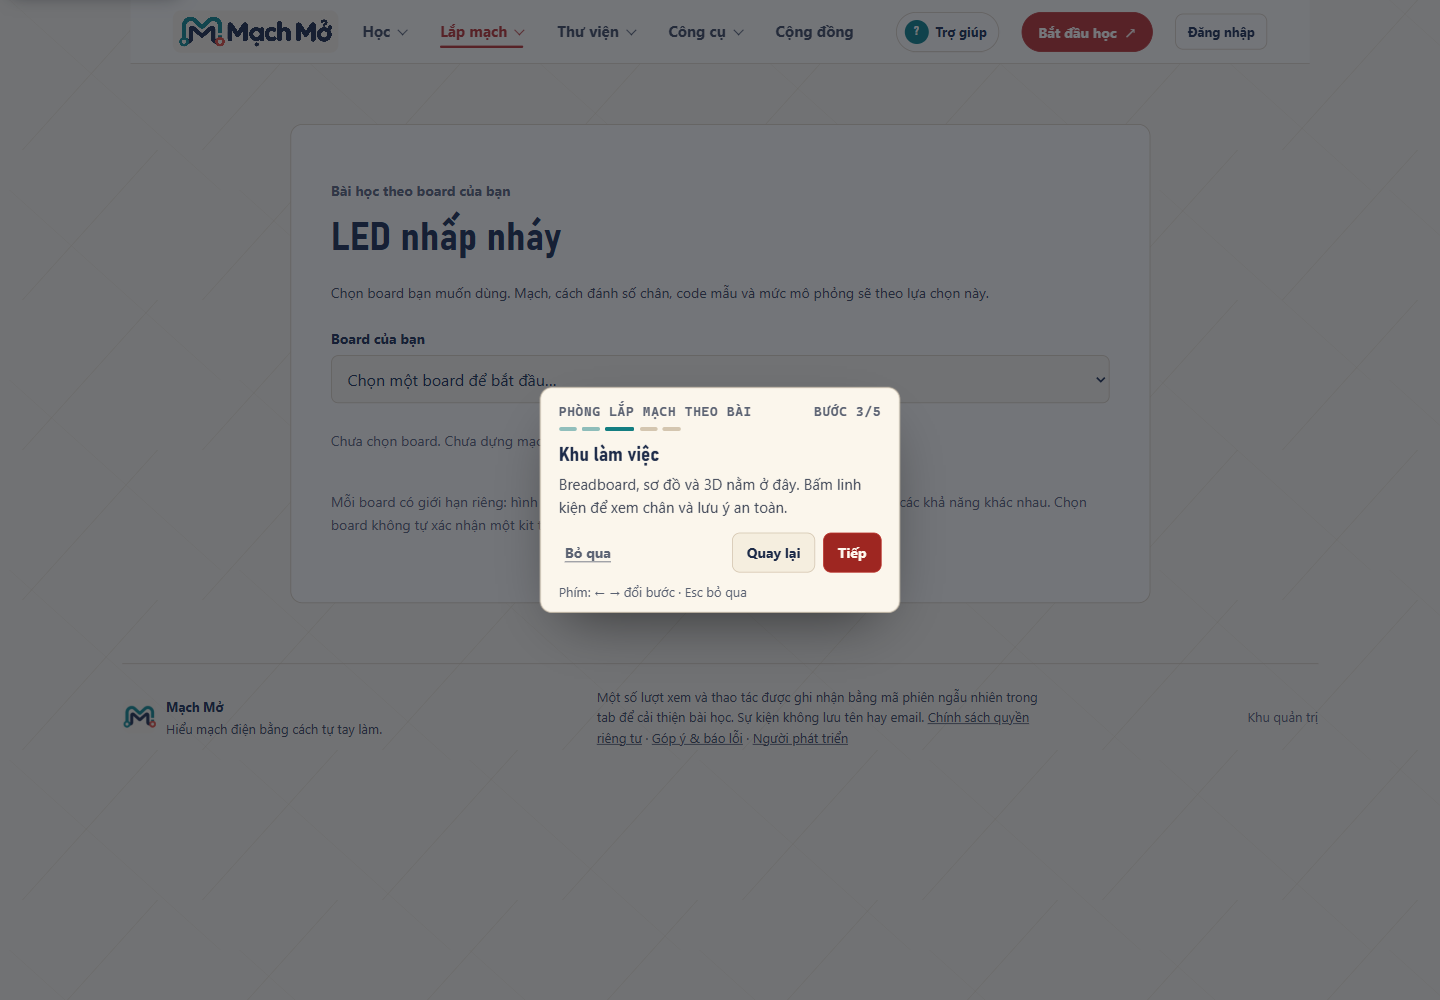 Mạch Mở
Học
Lắp mạch
Thư viện
Công cụ
Cộng đồng
? Trợ giúp
Bắt đầu học ↗
Đăng nhập
Bài học theo board của bạn
LED nhấp nháy
Chọn board bạn muốn dùng. Mạch, cách đánh số chân, code mẫu và mức mô phỏng sẽ theo lựa chọn này.
Board của bạn
Chọn một board để bắt đầu...
Chưa chọn board. Chưa dựng mạ
Mỗi board có giới hạn riêng: hình
các khả năng khác nhau. Chọn
board không tự xác nhận một kit
PHÒNG LẮP MẠCH THEO BÀI
BƯỚC 3/5
Khu làm việc
Breadboard, sơ đồ và 3D nằm ở đây. Bấm linh
kiện để xem chân và lưu ý an toàn.
Bỏ qua
Quay lại
Tiếp
Phím: ← → đổi bước · Esc bỏ qua
Mạch Mở
Hiểu mạch điện bằng cách tự tay làm.
Một số lượt xem và thao tác được ghi nhận bằng mã phiên ngẫu nhiên trong
tab để cải thiện bài học. Sự kiện không lưu tên hay email. Chính sách quyền
riêng tư · Góp ý & báo lỗi · Người phát triển
Khu quản trị